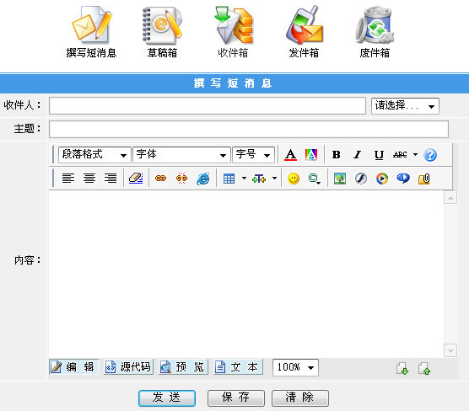 撰写短消息 草稿箱 收件箱 发件箱 废件箱
撰 写 短 消 息
收件人： 请选择...
主题：
段落格式 字体 字号 A A B I U ABC
内容：
编 辑 源代码 预 览 文 本 100%
发 送 保 存 清 除